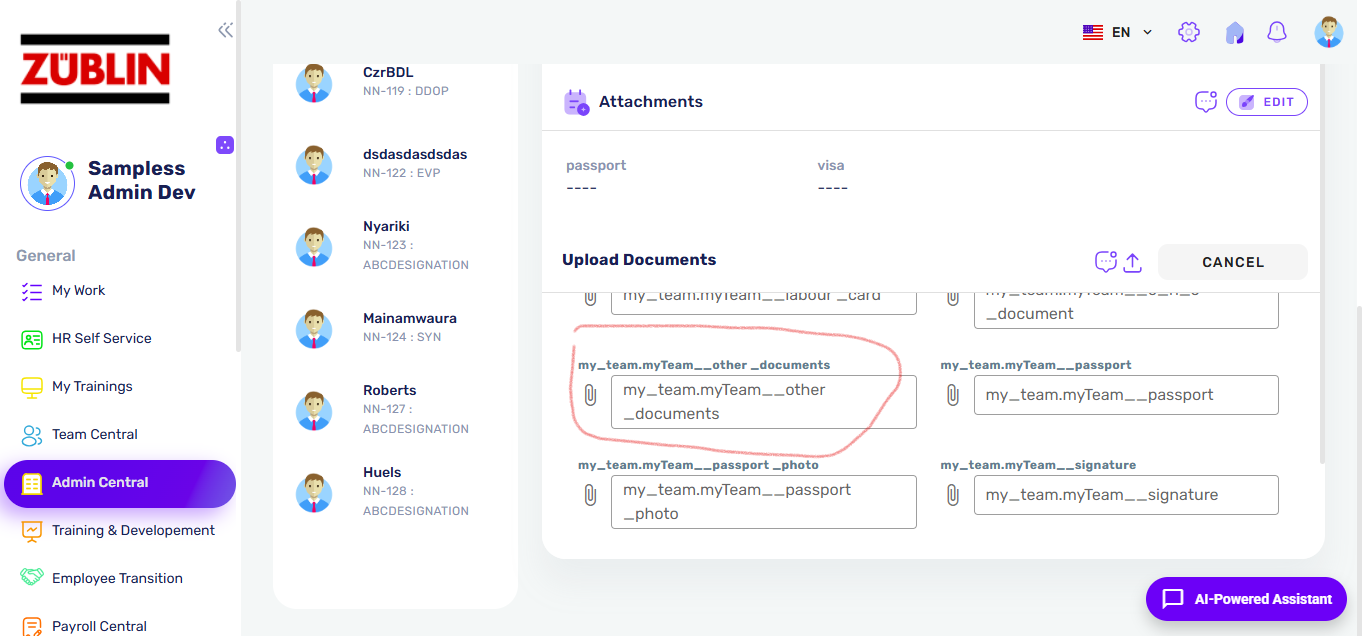 ZÜBLIN
Sampless
Admin Dev
General
My Work
HR Self Service
My Trainings
Team Central
Admin Central
Training & Developement
Employee Transition
Payroll Central
EN
CzrBDL
NN-119 : DDOP
dsdasdasdsdas
NN-122 : EVP
Nyariki
NN-123 :
ABCDESIGNATION
Mainamwaura
NN-124 : SYN
Roberts
NN-127 :
ABCDESIGNATION
Huels
NN-128 :
ABCDESIGNATION
Attachments
EDIT
passport
visa
----
----
Upload Documents
CANCEL
my_team.myTeam__labour _card
_document
my_team.myTeam__other _documents
my_team.myTeam__passport
my_team.myTeam__other
_documents
my_team.myTeam__passport
my_team.myTeam__passport _photo
my_team.myTeam__signature
my_team.myTeam__passport
_photo
my_team.myTeam__signature
AI-Powered Assistant